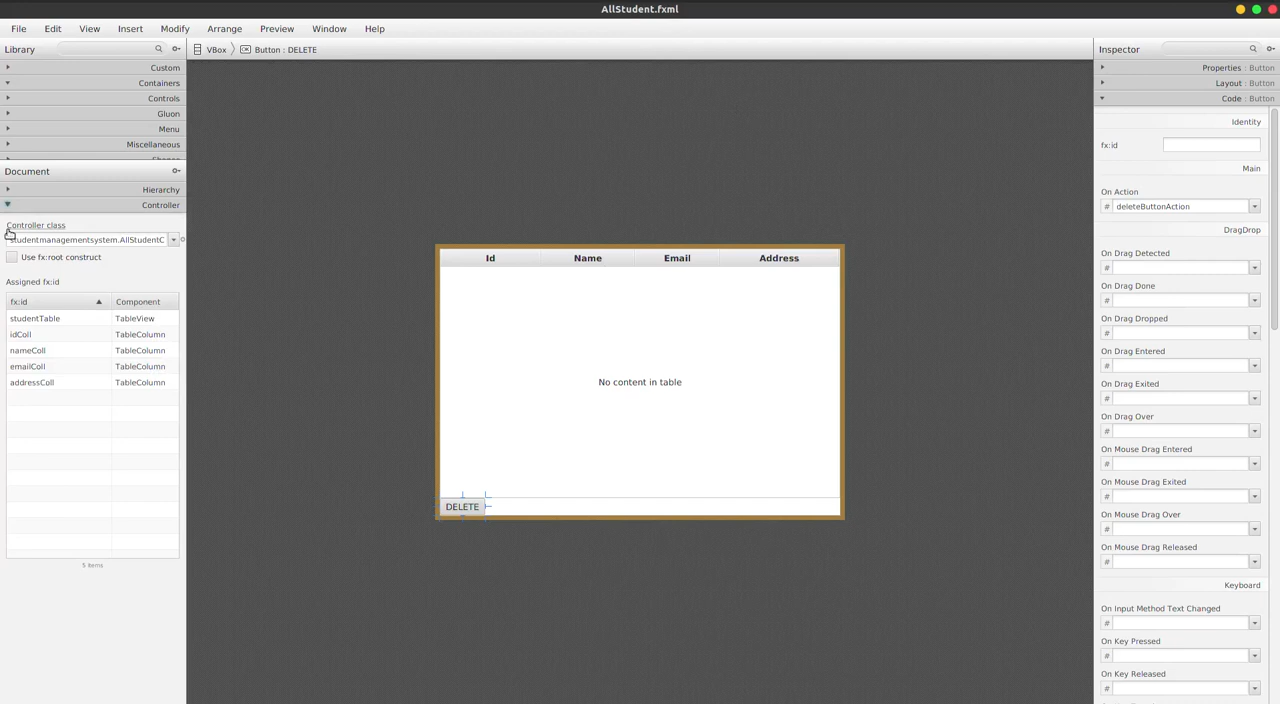 AllStudent.fxml
File Edit View Insert Modify Arrange Preview Window Help
Library
Custom
Containers
Controls
Gluon
Menu
Miscellaneous
Document
Hierarchy
Controller
Controller class
studentmanagementsystem.AllStudentC
Use fx:root construct
Assigned fx:id
fx:id Component
studentTable TableView
idColl TableColumn
nameColl TableColumn
emailColl TableColumn
addressColl TableColumn
5 items
VBox Button : DELETE
Id Name Email Address
No content in table
DELETE
Inspector
Properties : Button
Layout : Button
Code : Button
Identity
fx:id
Main
On Action
# deleteButtonAction
DragDrop
On Drag Detected
#
On Drag Done
#
On Drag Dropped
#
On Drag Entered
#
On Drag Exited
#
On Drag Over
#
On Mouse Drag Entered
#
On Mouse Drag Exited
#
On Mouse Drag Over
#
On Mouse Drag Released
#
Keyboard
On Input Method Text Changed
#
On Key Pressed
#
On Key Released
#